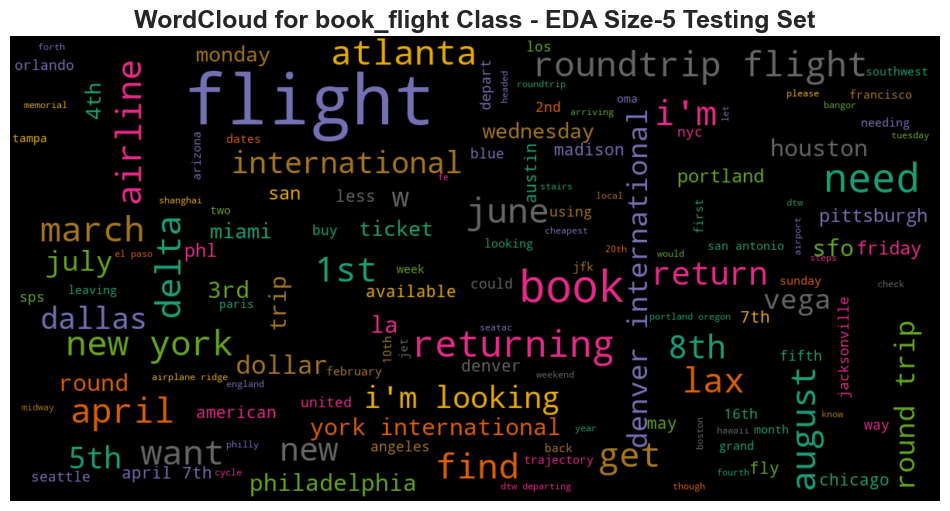 WordCloud for book_flight Class - EDA Size-5 Testing Set
forth
orlando
monday
atlanta
los
roundtrip flight
southwest
memorial
4th
airline
flight
depart
headed
roundtrip
2nd
arriving
oma
i'm
let
please
francisco
bangor
tampa
arizona
dates
wednesday
nyc
needing
tuesday
international
blue
austin
madison
denver international
houston
shanghai
san
less
w
fe
stairs
portland
need
local
march
two
june
using
first
dtw
pittsburgh
el paso
delta
miami
buy
ticket
looking
cheapest
san antonio
airport
sfo
friday
july
phl
1st
week
could
book
jfk
20th
would
return
steps
sps
leaving
3rd
paris
trip
available
sunday
check
vega
dallas
la
seatac
portland oregon
7th
new york
10th
jet
returning
8th
fifth
jacksonville
round trip
dollar
february
denver
weekend
round
airplane ridge
england
i'm looking
lax
august
midway
april
american
united
york international
year
may
16th
know
way
hawaii
month
want
new
philly
angeles
back
get
boston
grand
5th
seattle
april 7th
cycle
find
trajectory
fourth
fly
chicago
philadelphia
dtw departing
though